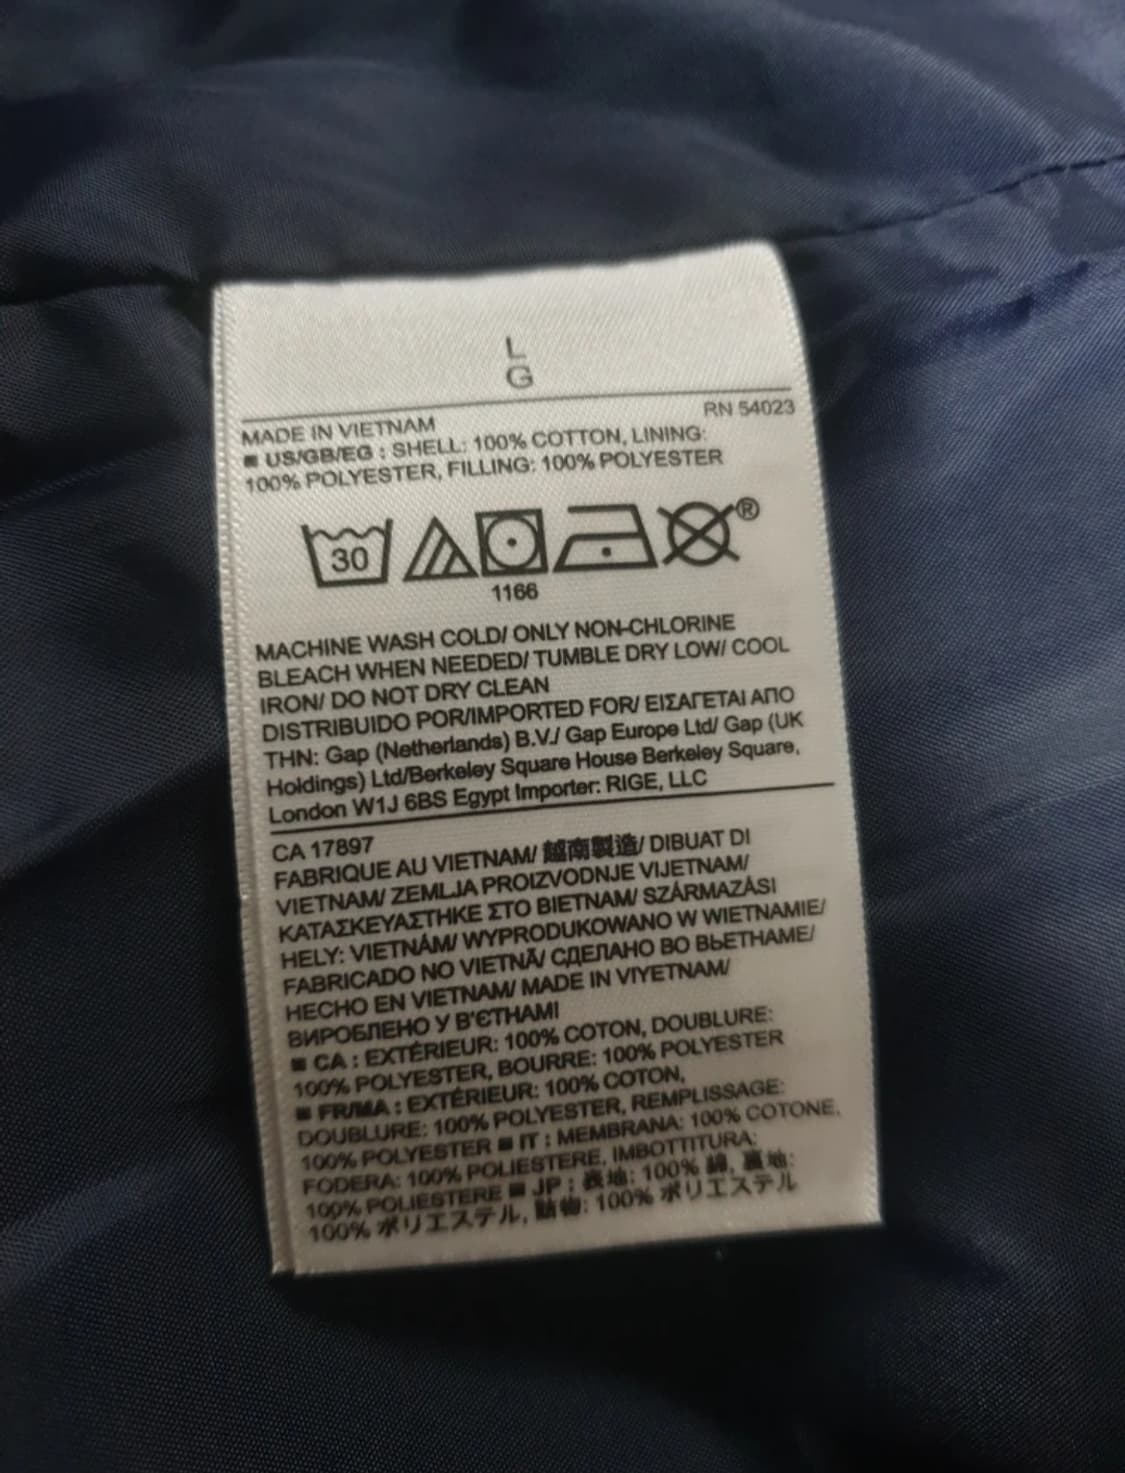 L
G
RN 54023
MADE IN VIETNAM
■ US/GB/EG : SHELL: 100% COTTON, LINING:
100% POLYESTER, FILLING: 100% POLYESTER
30
®
1166
MACHINE WASH COLD/ ONLY NON-CHLORINE
BLEACH WHEN NEEDED/ TUMBLE DRY LOW/ COOL
IRON/ DO NOT DRY CLEAN
DISTRIBUIDO POR/IMPORTED FOR/ ΕΙΣΑΓΕΤΑΙ ΑΠΟ
THN: Gap (Netherlands) B.V./ Gap Europe Ltd/ Gap (UK
Holdings) Ltd/Berkeley Square House Berkeley Square,
London W1J 6BS Egypt Importer: RIGE, LLC
CA 17897
FABRIQUE AU VIETNAM/ 越南製造/ DIBUAT DI
VIETNAM/ ZEMLJA PROIZVODNJE VIJETNAM/
ΚΑΤΑΣΚΕΥΑΣΤΗΚΕ ΣΤΟ ΒΙΕΤΝΑΜ/ SZÁRMAZÁSI
HELY: VIETNÁM/ WYPRODUKOWANO W WIETNAMIE/
FABRICADO NO VIETNÃ/ СДЕЛАНО ВО ВЬЕТНАМЕ/
HECHO EN VIETNAM/ MADE IN VIYETNAM/
ВИРОБЛЕНО У В'ЄТНАМІ
■ CA : EXTÉRIEUR: 100% COTON, DOUBLURE:
100% POLYESTER, BOURRE: 100% POLYESTER
■ FR/MA : EXTÉRIEUR: 100% COTON,
DOUBLURE: 100% POLYESTER, REMPLISSAGE:
100% POLYESTER ■ IT : MEMBRANA: 100% COTONE,
FODERA: 100% POLIESTERE, IMBOTTITURA:
100% POLIESTERE ■ JP : 表地: 100% 綿, 裏地:
100% ポリエステル, 詰物: 100% ポリエステル